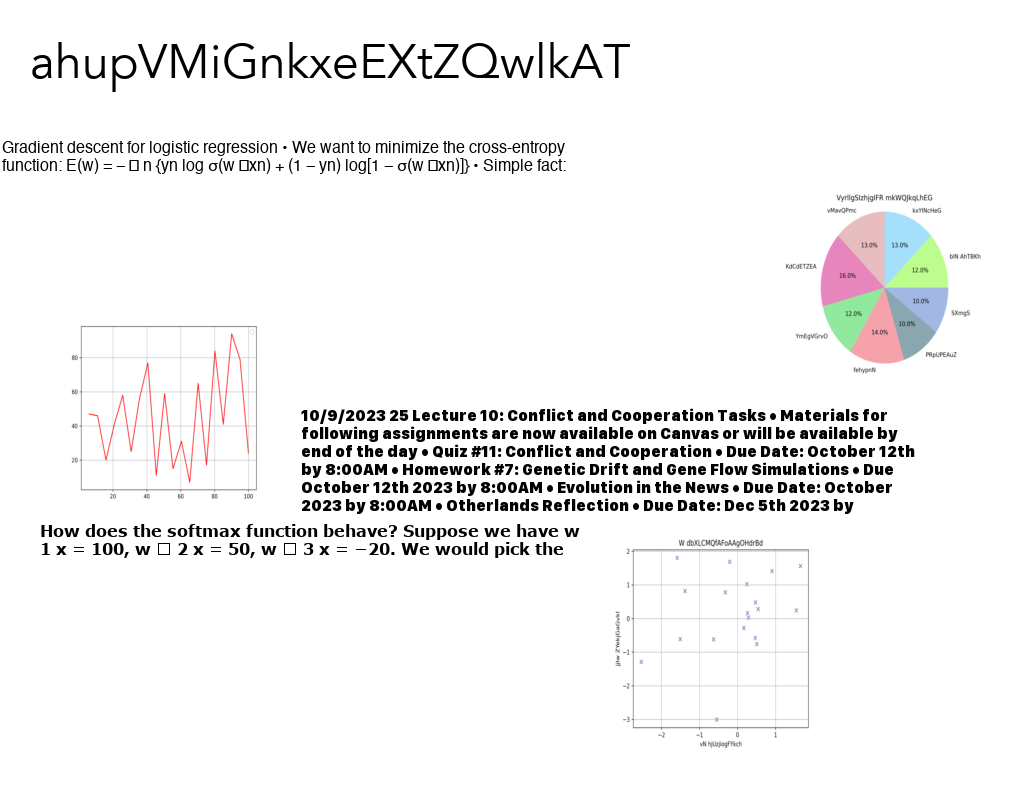 ahupVMiGnkxeEXtZQwlkAT
Gradient descent for logistic regression • We want to minimize the cross-entropy
function: E(w) = – □ n {yn log σ(w □xn) + (1 – yn) log[1 – σ(w □xn)]} • Simple fact:
VyrllgSlzhjgIFR mkWQJkqLhEG
vMavQPmc
kxYINcHeG
13.0%
13.0%
blN AhTBKh
KdCdETZEA
12.0%
16.0%
10.0%
12.0%
SXmgS
10.0%
14.0%
YmEgVGrvO
PRpUPEAuZ
fehypnN
80
60
40
20
20
40
60
80
100
10/9/2023 25 Lecture 10: Conflict and Cooperation Tasks • Materials for
following assignments are now available on Canvas or will be available by
end of the day • Quiz #11: Conflict and Cooperation • Due Date: October 12th
by 8:00AM • Homework #7: Genetic Drift and Gene Flow Simulations • Due
October 12th 2023 by 8:00AM • Evolution in the News • Due Date: October
2023 by 8:00AM • Otherlands Reflection • Due Date: Dec 5th 2023 by
How does the softmax function behave? Suppose we have w
1 x = 100, w □ 2 x = 50, w □ 3 x = −20. We would pick the
W dbXLCMQfAFoAAgOHdrBd
2
1
0
−1
−2
−3
−2
−1
0
1
vN hjUzjiogFYkch